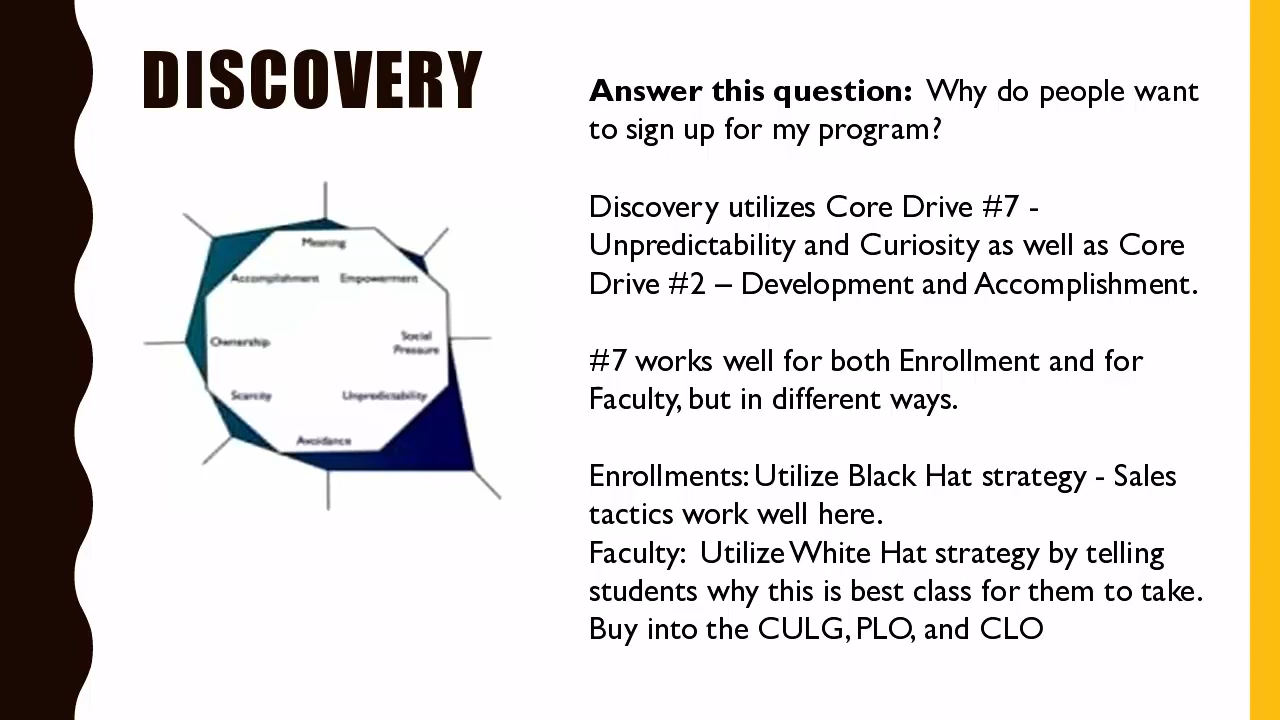 DISCOVERY
Answer this question: Why do people want
to sign up for my program?
Discovery utilizes Core Drive #7 -
Unpredictability and Curiosity as well as Core
Drive #2 – Development and Accomplishment.
#7 works well for both Enrollment and for
Faculty, but in different ways.
Enrollments: Utilize Black Hat strategy - Sales
tactics work well here.
Faculty: Utilize White Hat strategy by telling
students why this is best class for them to take.
Buy into the CULG, PLO, and CLO
Meaning
Accomplishment
Empowerment
Ownership
Social
Pressure
Scarcity
Unpredictability
Avoidance